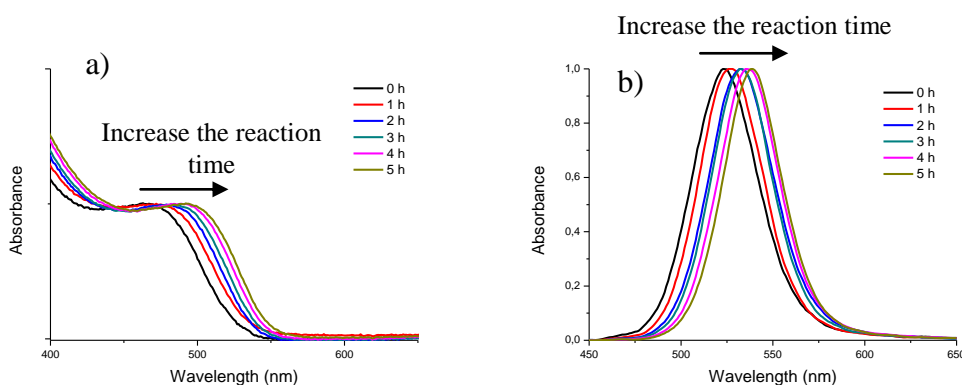 a)
Increase the reaction
time
0 h
1 h
2 h
3 h
4 h
5 h
Absorbance
400
500
600
Wavelength (nm)
Increase the reaction time
b)
0 h
1 h
2 h
3 h
4 h
5 h
1,0
0,8
0,6
0,4
0,2
0,0
Absorbance
450
500
550
600
650
Wavelength (nm)